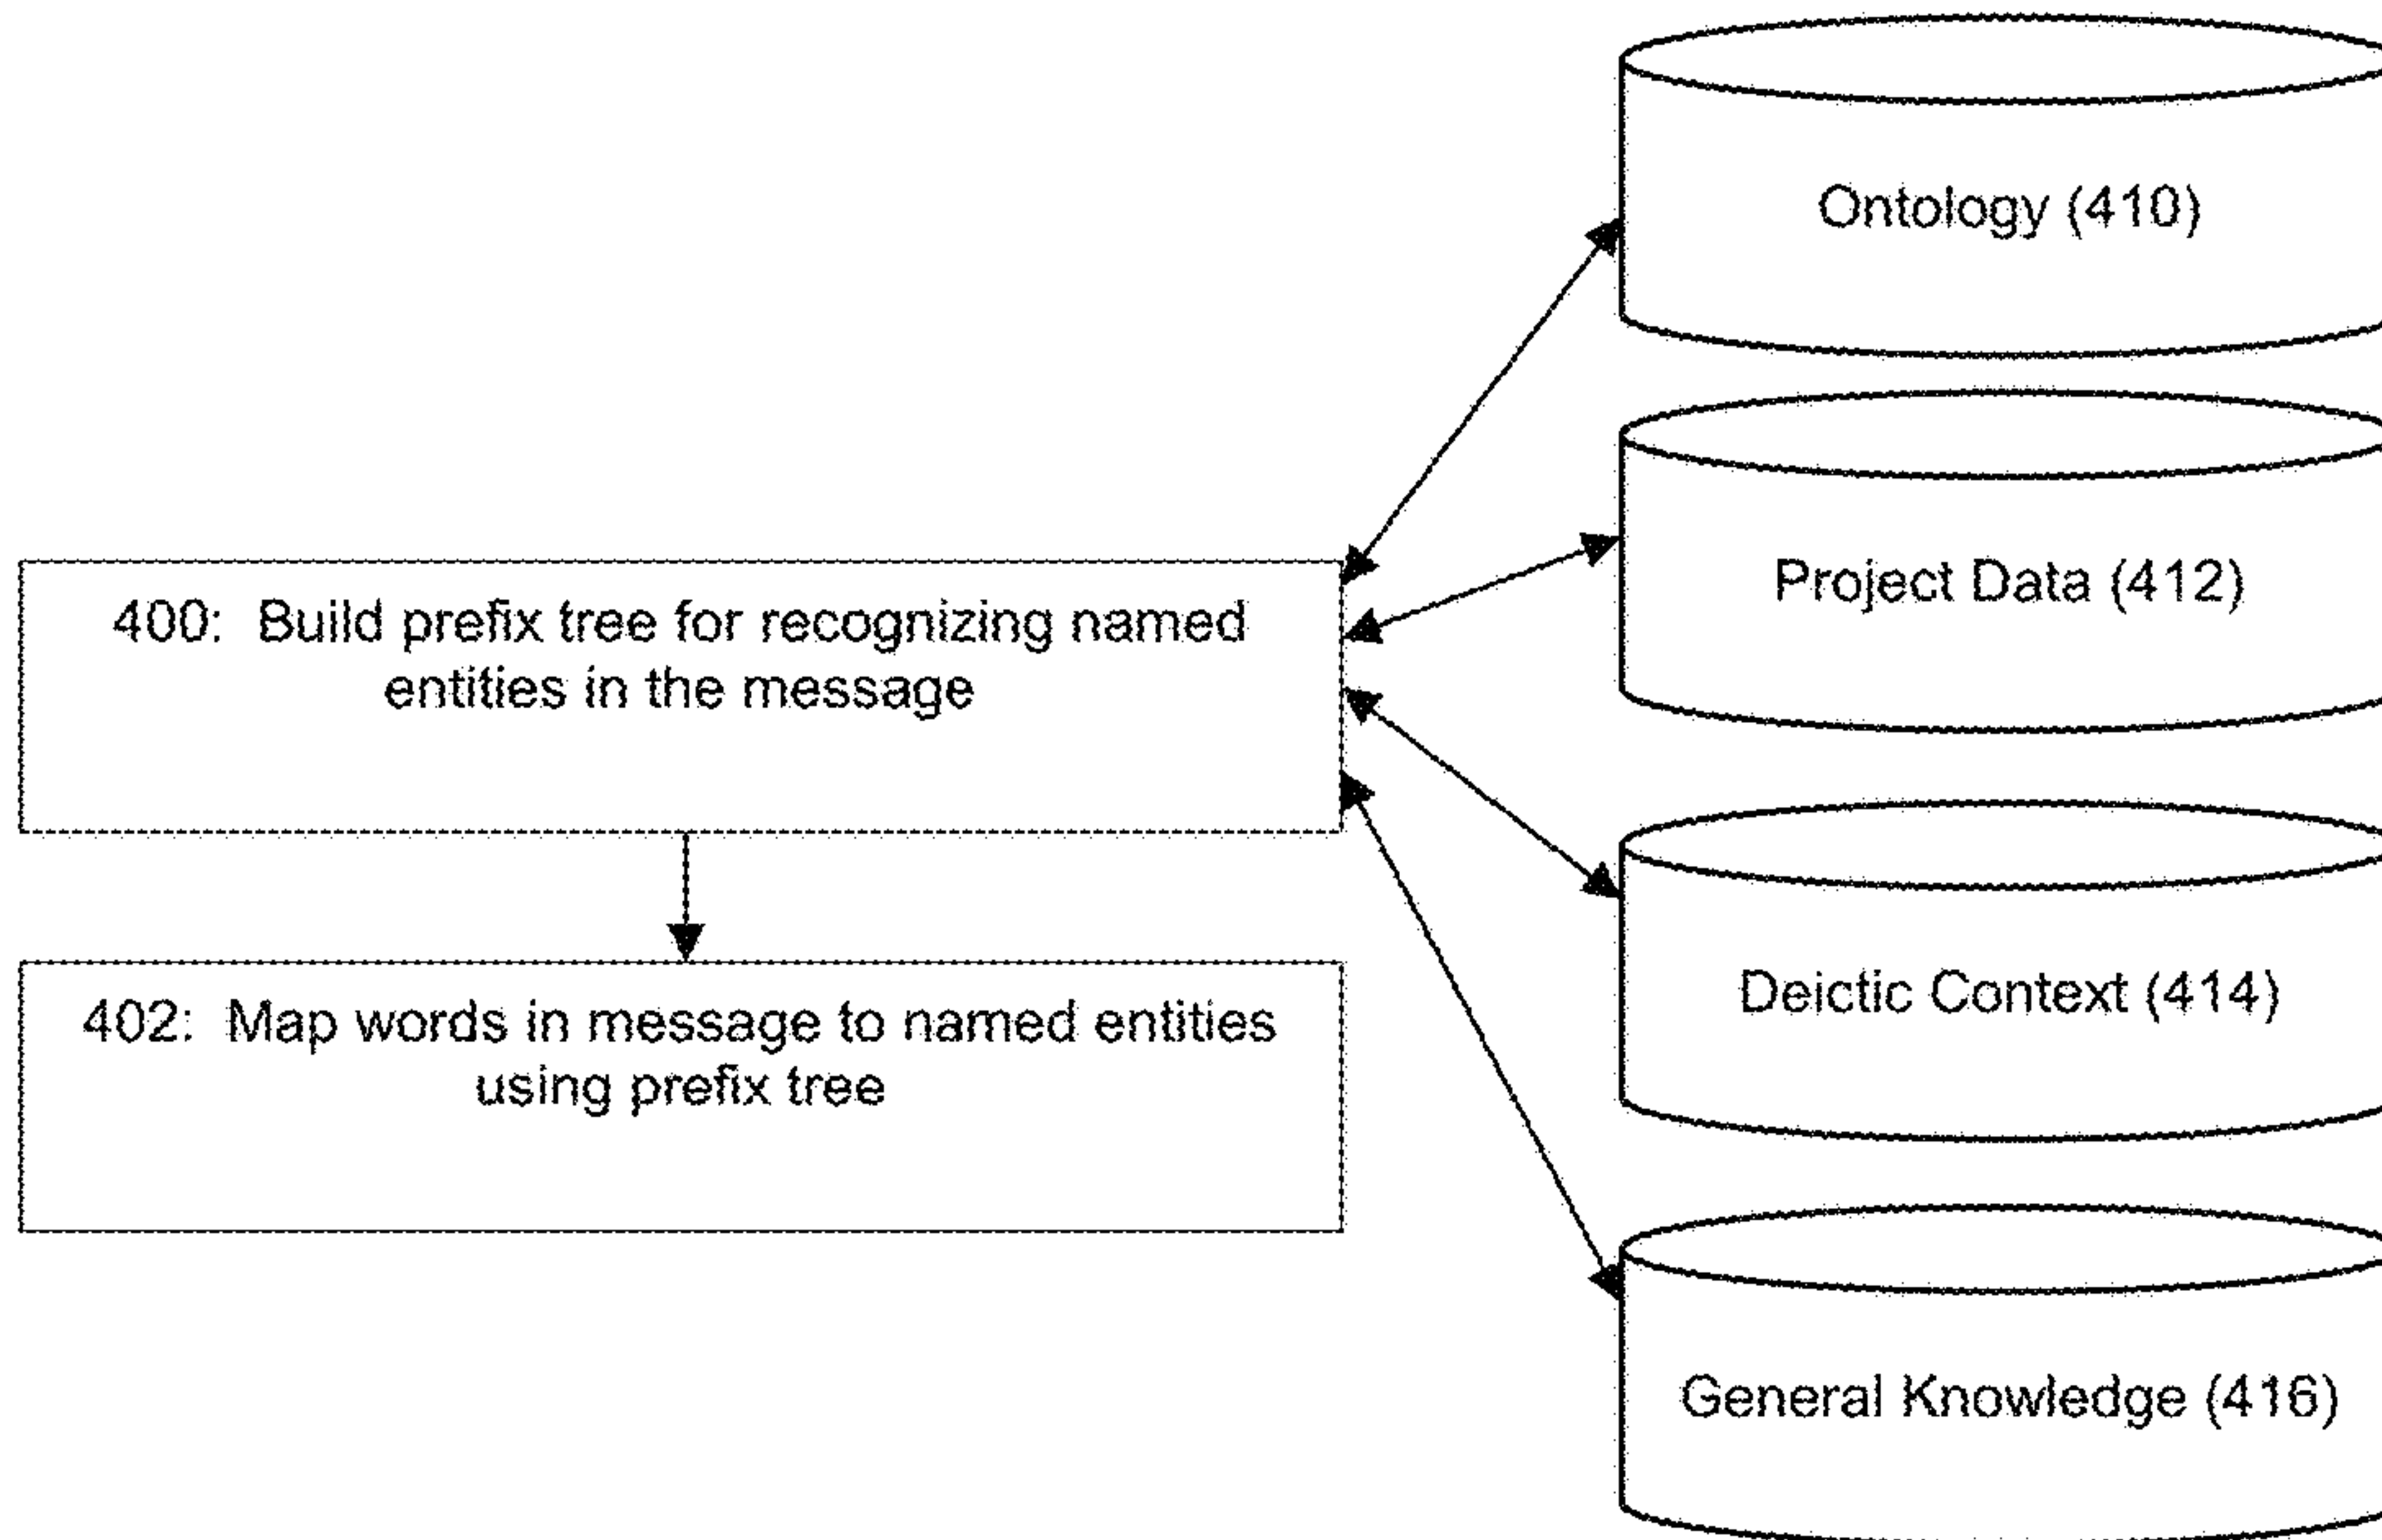 Ontology (410)
Project Data (412)
400: Build prefix tree for recognizing named
entities in the message
Deictic Context (414)
402: Map words in message to named entities
using prefix tree
General Knowledge (416)